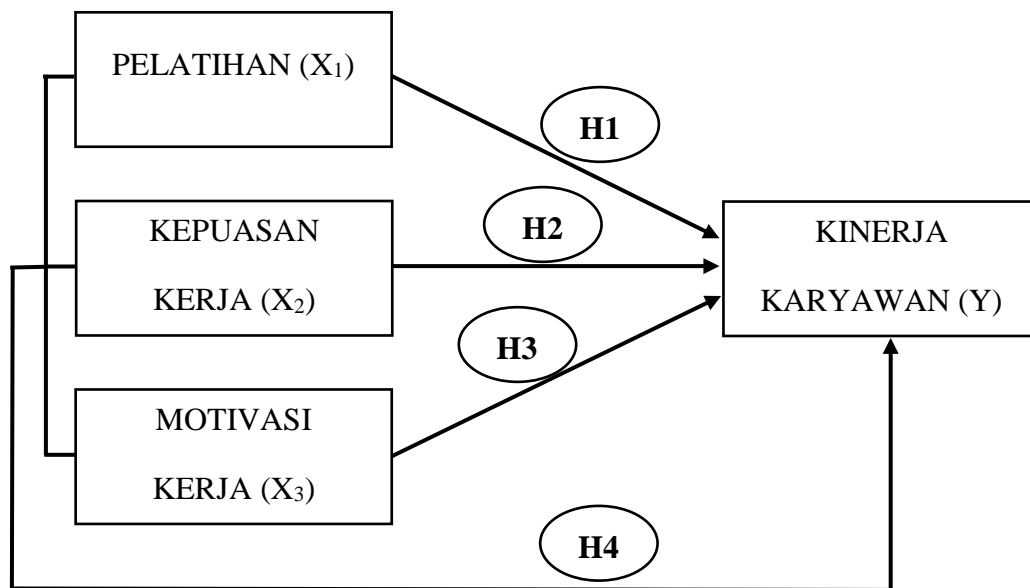 PELATIHAN (X₁)
H1
KEPUASAN
KERJA (X₂)
H2
KINERJA
KARYAWAN (Y)
H3
MOTIVASI
KERJA (X₃)
H4